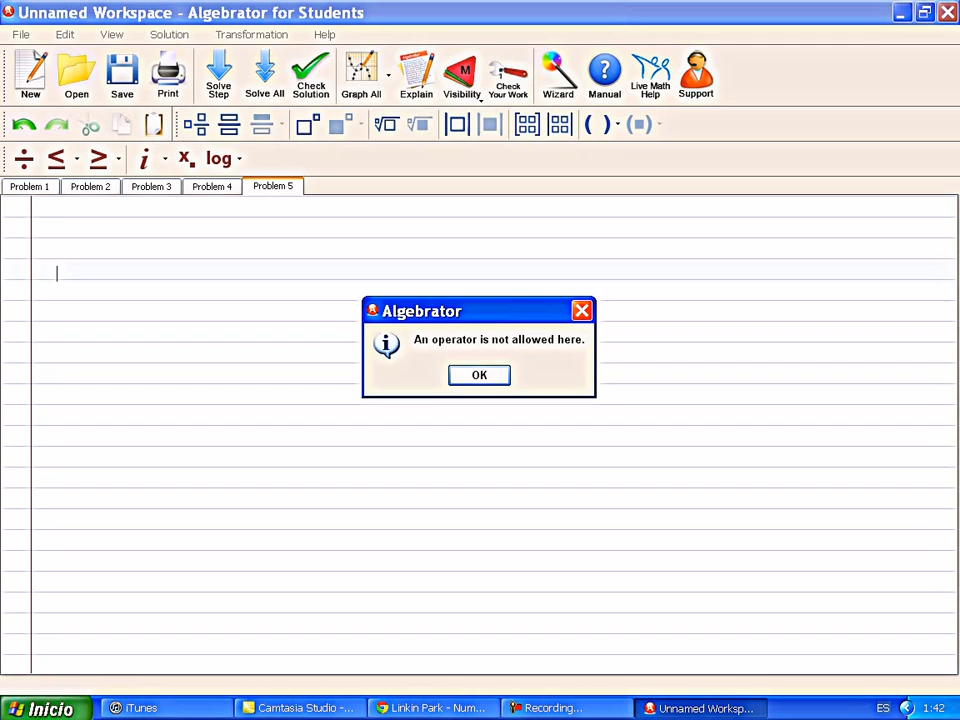 Unnamed Workspace - Algebrator for Students
File Edit View Solution Transformation Help
New Open Save Print Solve Step Solve All Check Solution Graph All Explain Visibility Check Your Work Wizard Manual Live Math Help Support
÷ ≤ ≥ i x. log
Problem 1 Problem 2 Problem 3 Problem 4 Problem 5
Algebrator
An operator is not allowed here.
OK
Inicio iTunes Camtasia Studio -... Linkin Park - Num... Recording... Unnamed Worksp... ES 1:42